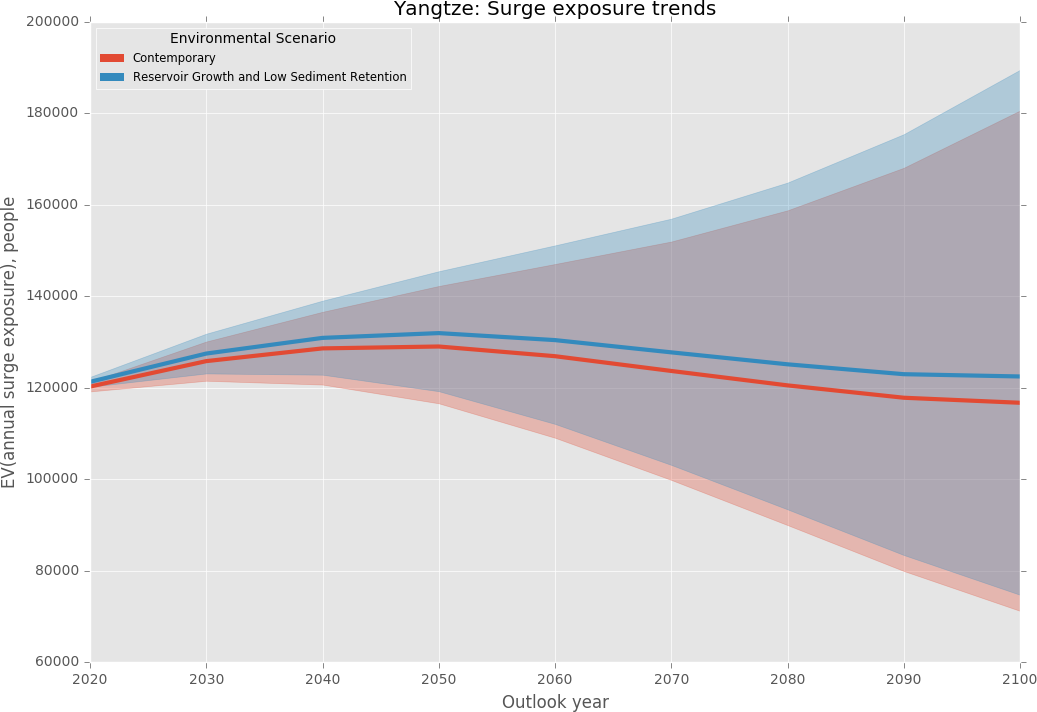 Yangtze: Surge exposure trends
200000
180000
160000
140000
120000
100000
80000
60000
EV(annual surge exposure), people
Environmental Scenario
Contemporary
Reservoir Growth and Low Sediment Retention
2020 2030 2040 2050 2060 2070 2080 2090 2100
Outlook year